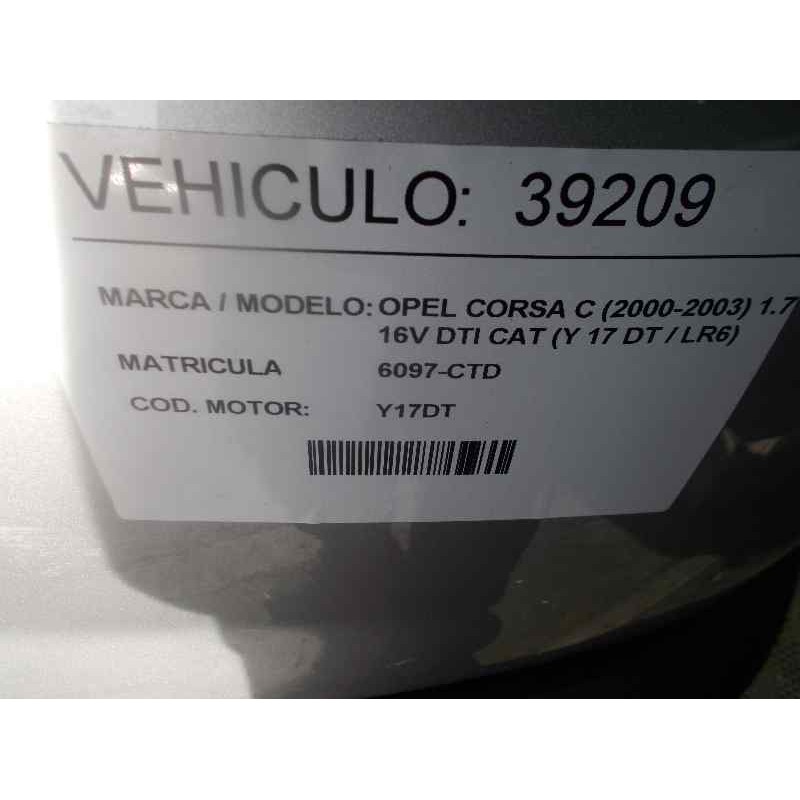 VEHICULO: 39209
MARCA / MODELO: OPEL CORSA C (2000-2003) 1.7
16V DTI CAT (Y 17 DT / LR6)
MATRICULA 6097-CTD
COD. MOTOR: Y17DT